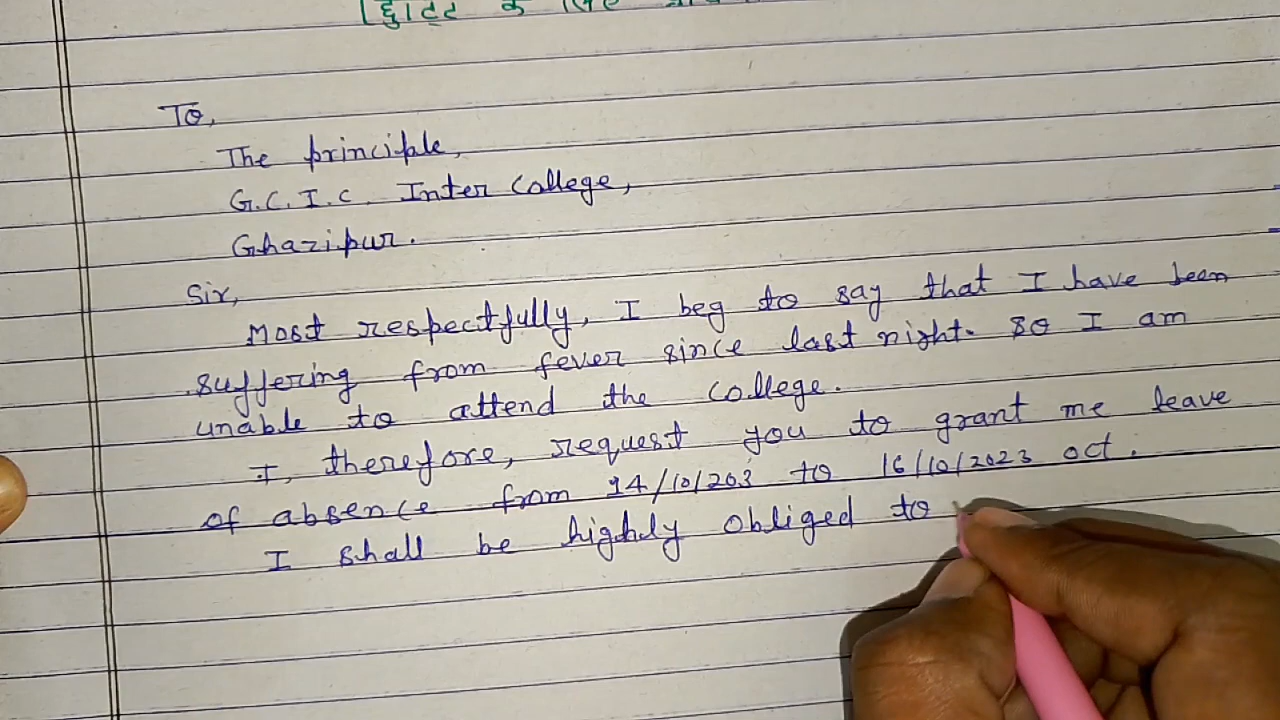 के लिए
To,
The principle,
G.C.I.C. Inter College,
Ghazipur.
Sir,
Most respectfully, I beg to say that I have been
suffering from fever since last night. So I am
unable to attend the college.
I, therefore, request you to grant me leave
of absence from 14/10/203 to 16/10/2023 oct.
I shall be highly obliged to